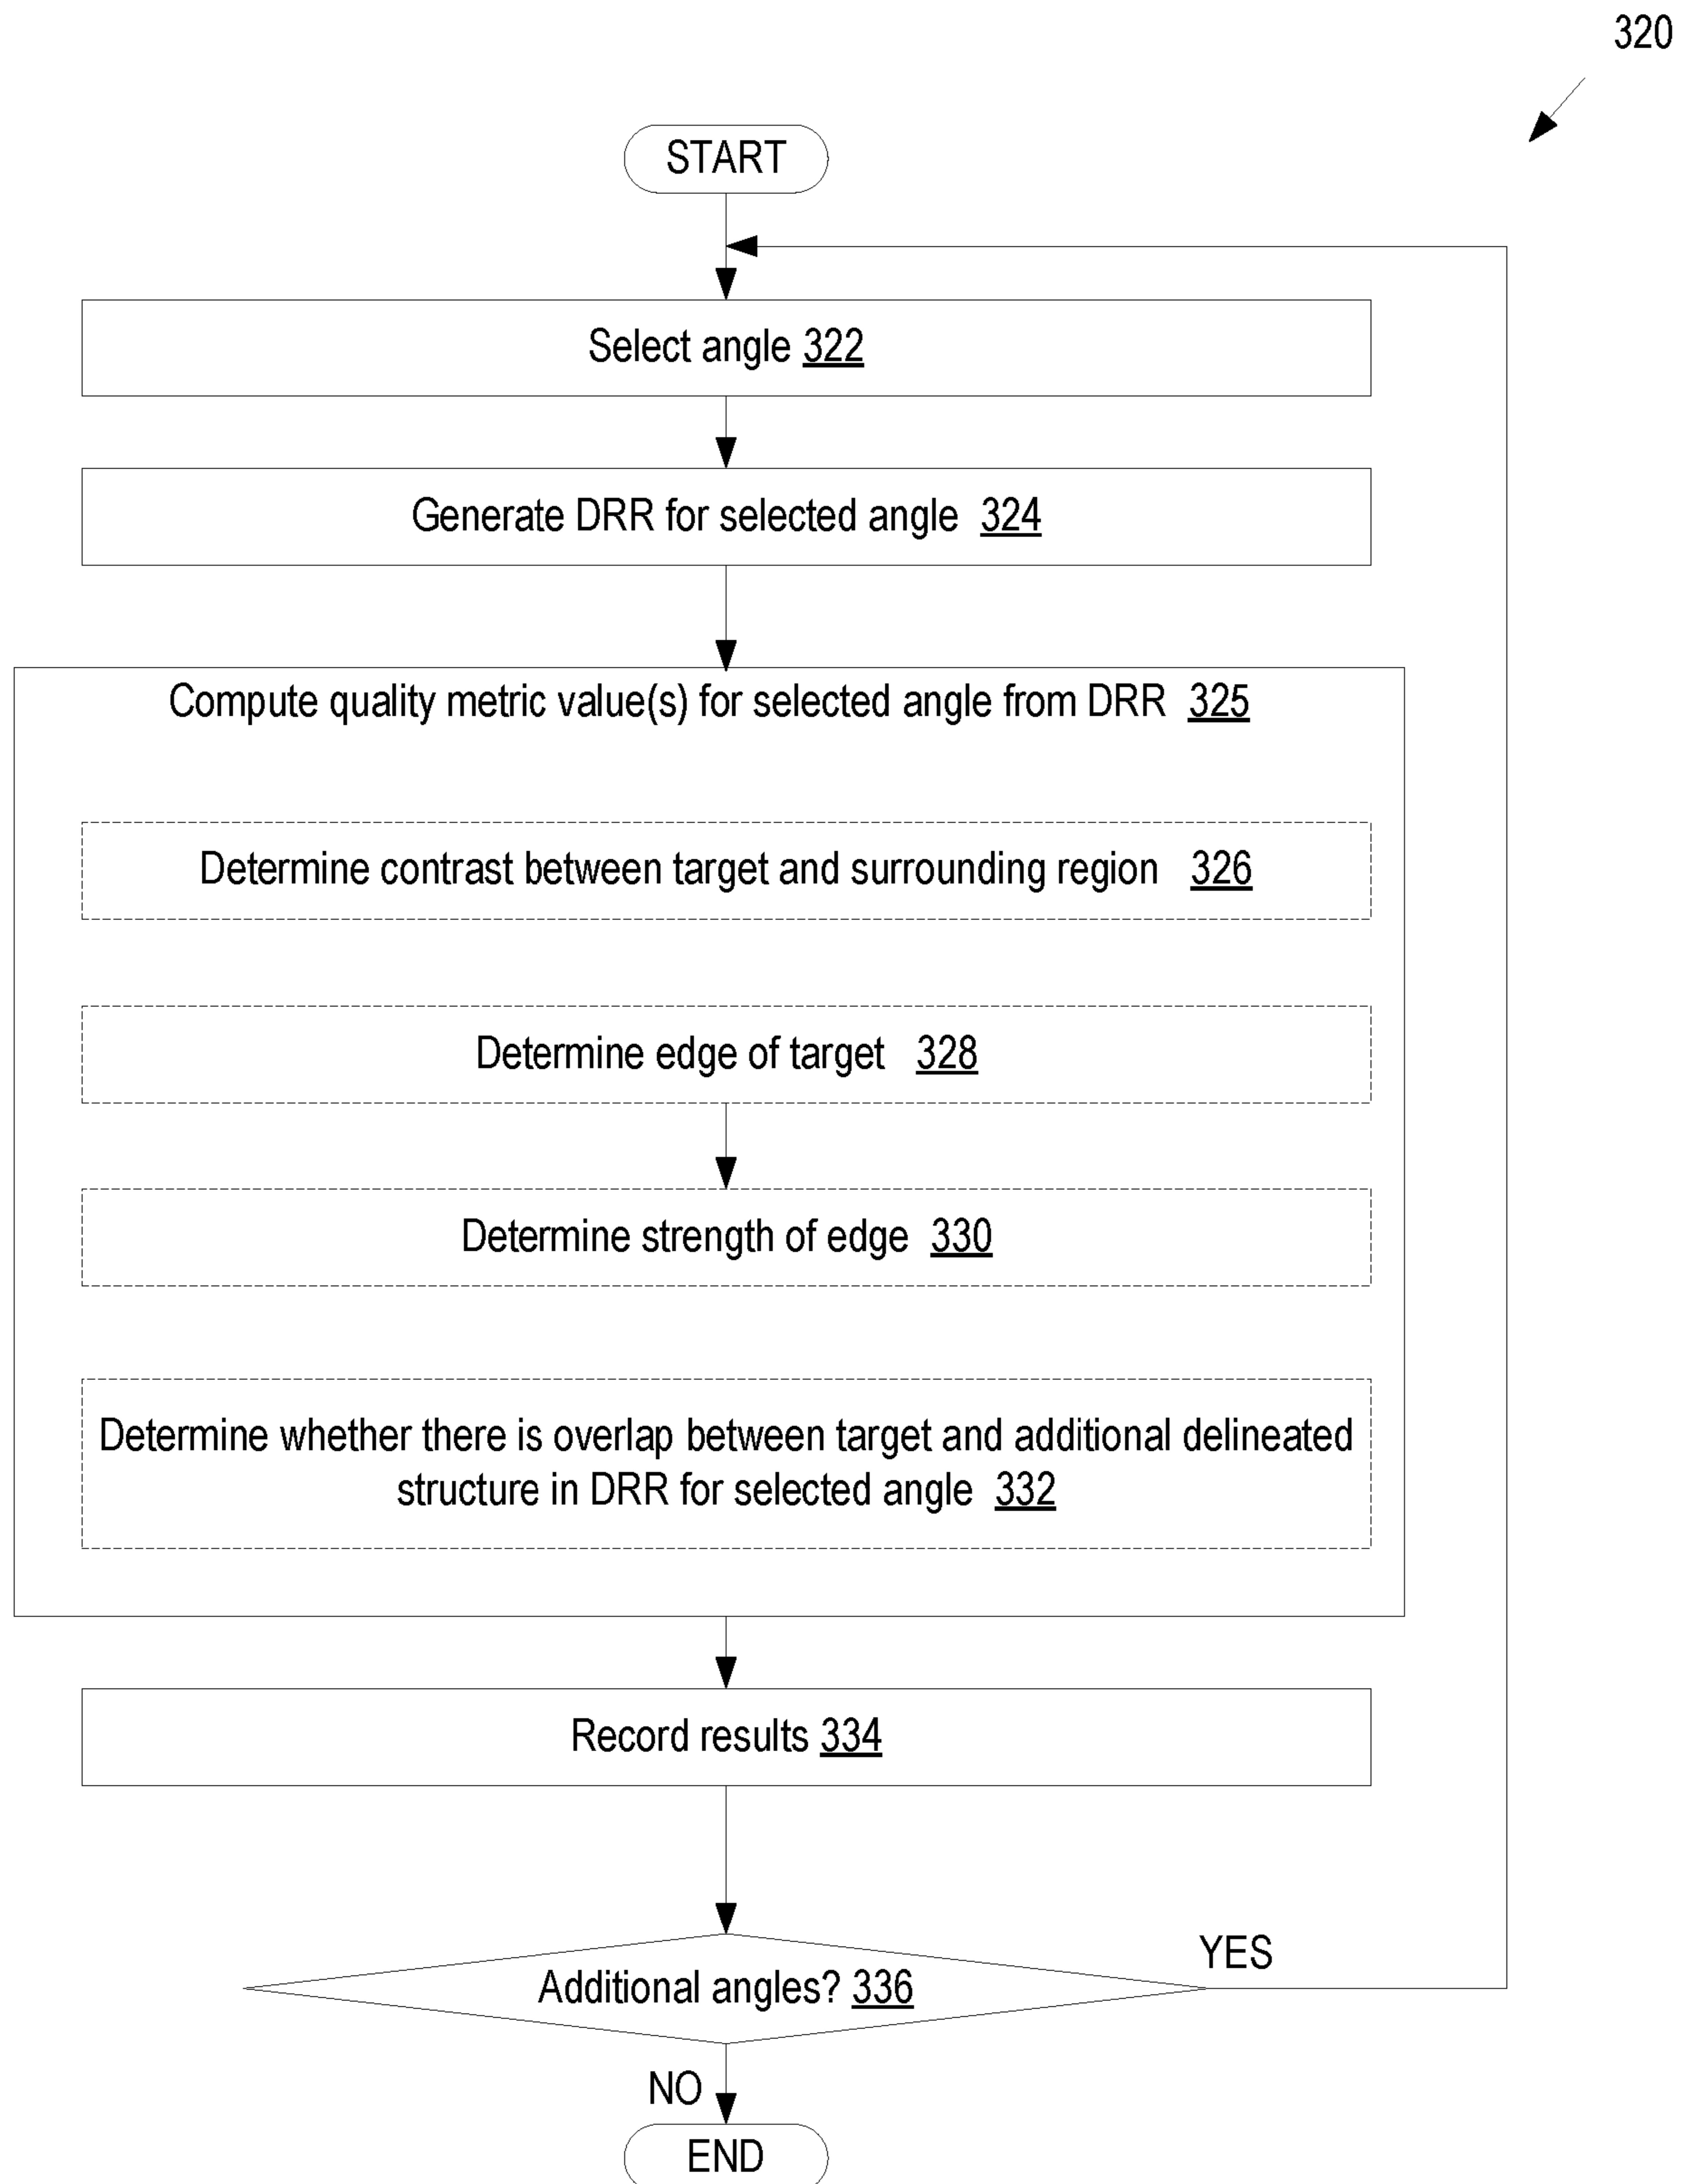 320
START
Select angle 322
Generate DRR for selected angle 324
Compute quality metric value(s) for selected angle from DRR 325
Determine contrast between target and surrounding region 326
Determine edge of target 328
Determine strength of edge 330
Determine whether there is overlap between target and additional delineated
structure in DRR for selected angle 332
Record results 334
YES
Additional angles? 336
NO
END